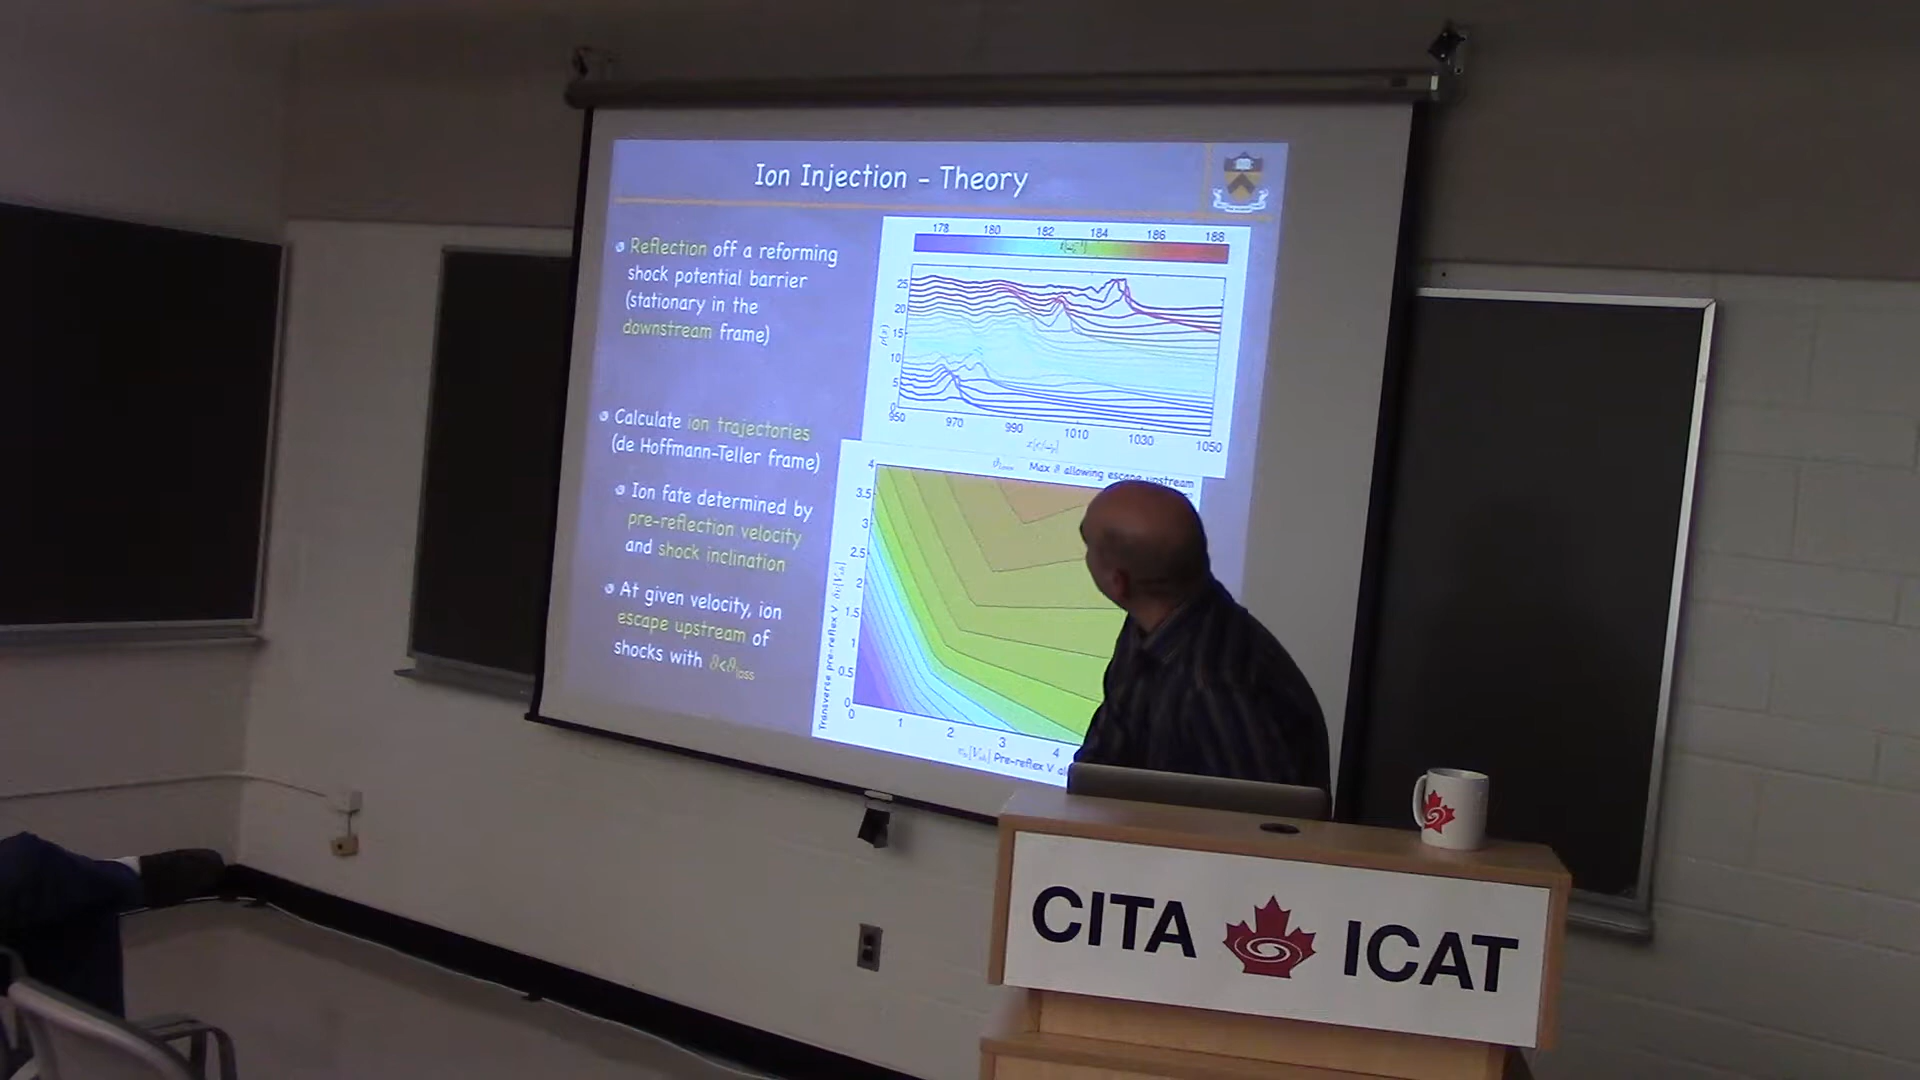 Ion Injection - Theory
Reflection off a reforming
shock potential barrier
(stationary in the
downstream frame)
Calculate ion trajectories
(de Hoffmann-Teller frame)
Ion fate determined by
pre-reflection velocity
and shock inclination
At given velocity, ion
escape upstream of
shocks with ϑ<ϑloss
178 180 182 184 186 188
25
20
15
10
5
0
950 970 990 1010 1030 1050
Max ϑ allowing escape upstream
4
3.5
3
2.5
2
1.5
1
0.5
0
0 1 2 3 4
Transverse pre-reflex V
Pre-reflex V
CITA ICAT